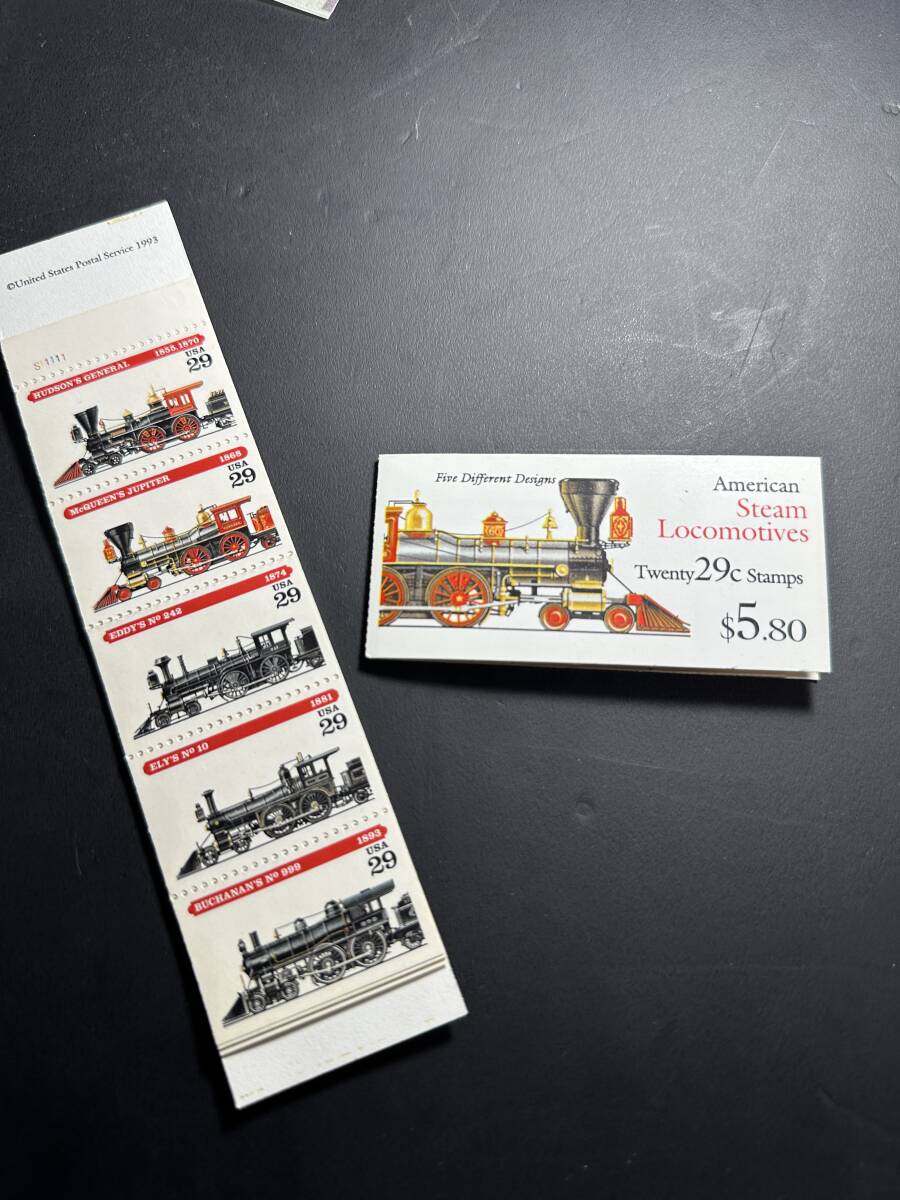 ©United States Postal Service 1993
S11111
HUDSON'S GENERAL 1855,1870
USA
29
McQUEEN'S JUPITER 1868
USA
29
EDDY'S Nº 242 1874
USA
29
ELY'S Nº 10 1881
USA
29
BUCHANAN'S Nº 999 1893
USA
29
Five Different Designs
American
Steam
Locomotives
Twenty 29c Stamps
$5.80